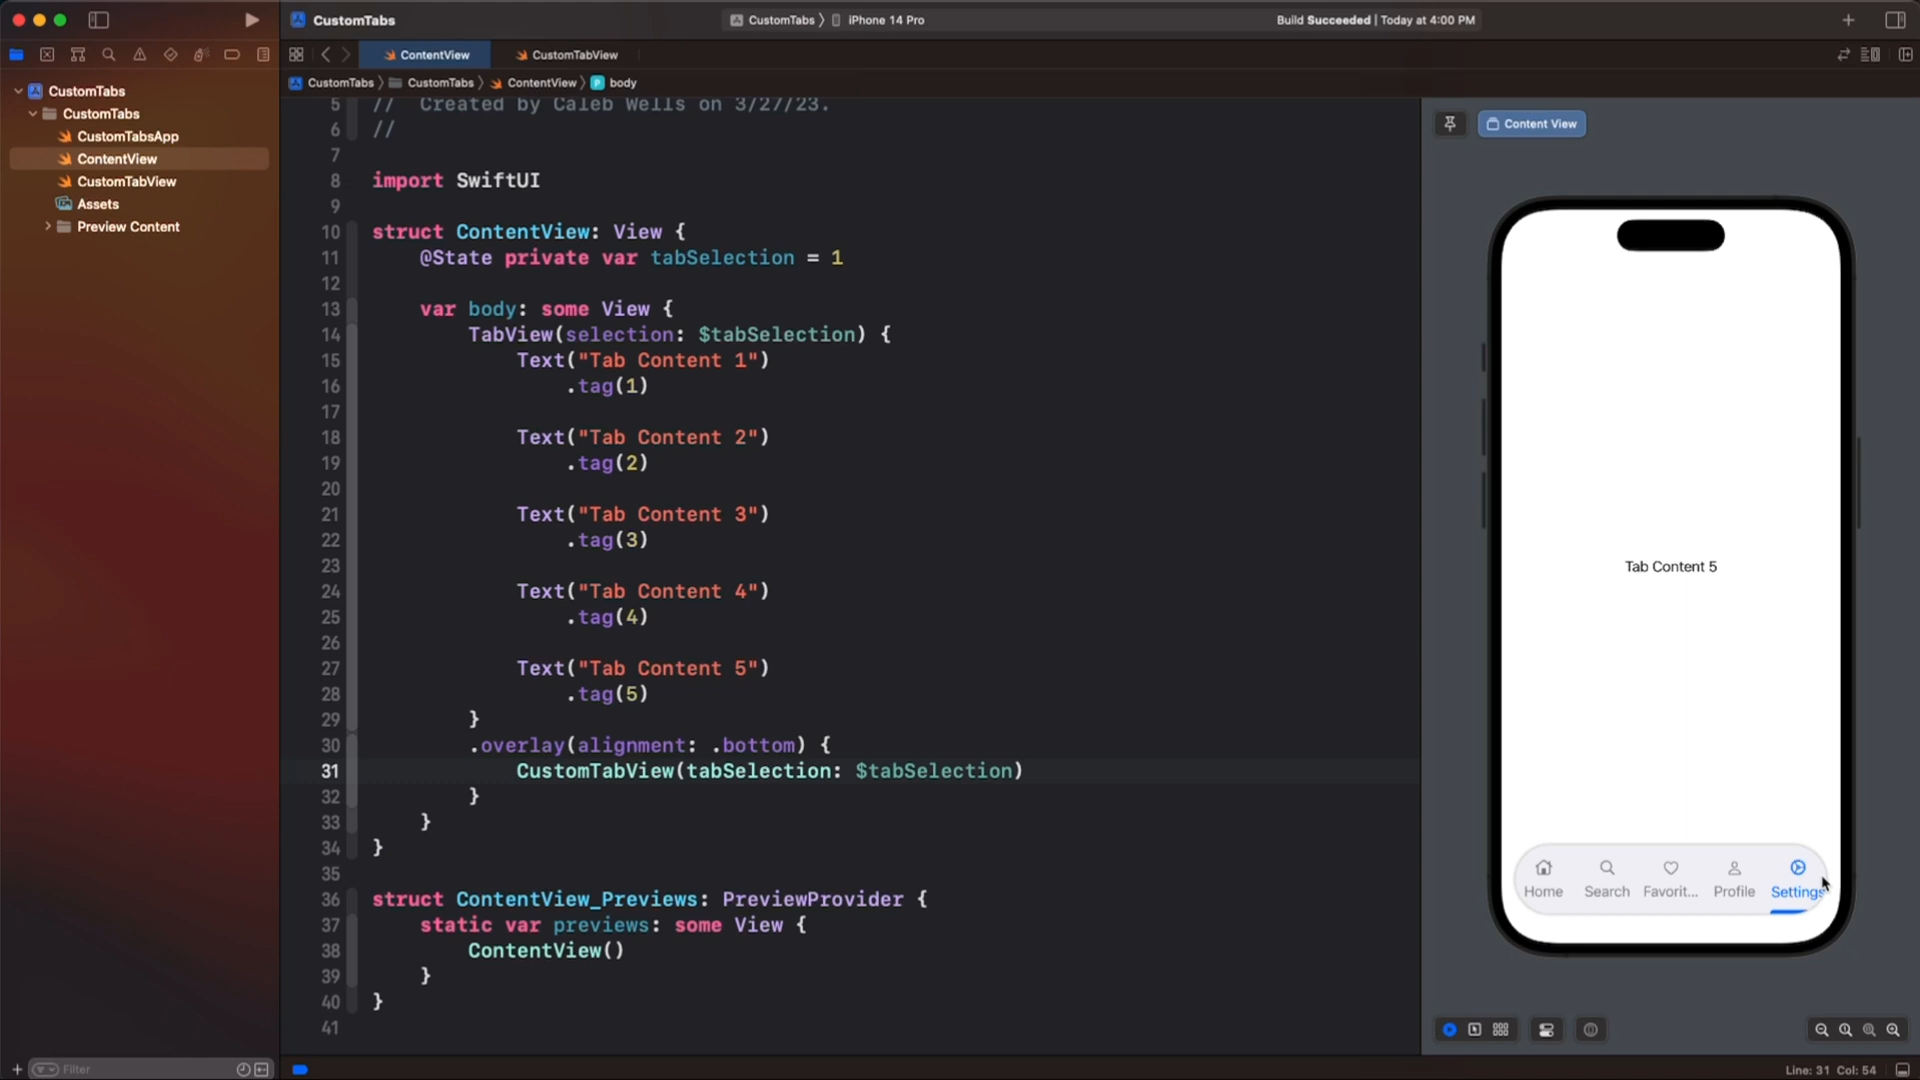 CustomTabs
CustomTabs 〉 iPhone 14 Pro
Build Succeeded | Today at 4:00 PM
ContentView
CustomTabView
CustomTabs 〉 CustomTabs 〉 ContentView 〉 P body
CustomTabs
CustomTabs
CustomTabsApp
ContentView
CustomTabView
Assets
Preview Content
5 //  Created by Caleb Wells on 3/27/23.
6 //
7
8 import SwiftUI
9
10 struct ContentView: View {
11     @State private var tabSelection = 1
12
13     var body: some View {
14         TabView(selection: $tabSelection) {
15             Text("Tab Content 1")
16                 .tag(1)
17
18             Text("Tab Content 2")
19                 .tag(2)
20
21             Text("Tab Content 3")
22                 .tag(3)
23
24             Text("Tab Content 4")
25                 .tag(4)
26
27             Text("Tab Content 5")
28                 .tag(5)
29         }
30         .overlay(alignment: .bottom) {
31             CustomTabView(tabSelection: $tabSelection)
32         }
33     }
34 }
35
36 struct ContentView_Previews: PreviewProvider {
37     static var previews: some View {
38         ContentView()
39     }
40 }
41
Content View
Tab Content 5
Home Search Favorit... Profile Settings
Filter
Line: 31 Col: 54